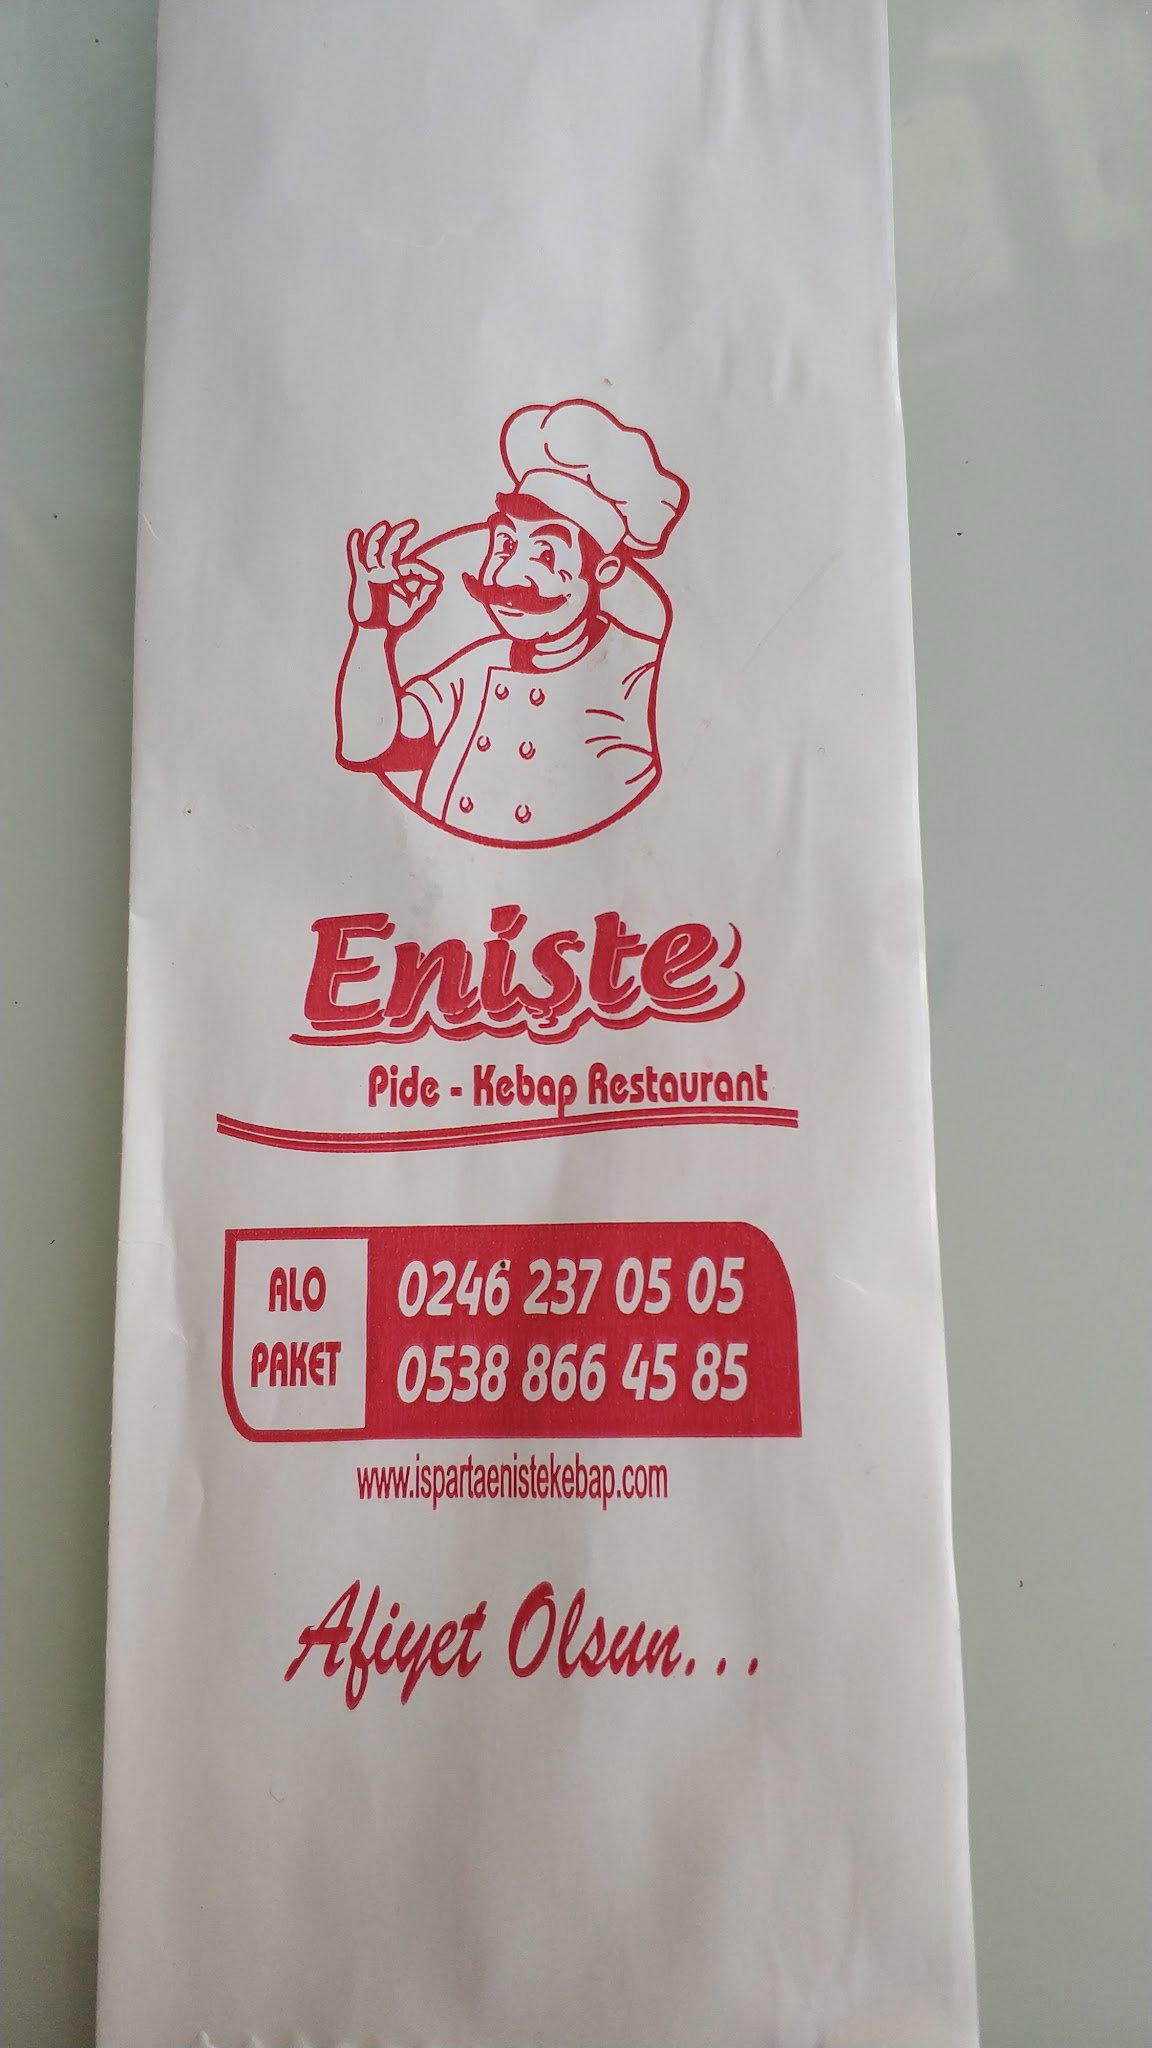 Enişte
Pide - Kebap Restaurant
ALO
PAKET
0246 237 05 05
0538 866 45 85
www.ispartaenistekebap.com
Afiyet Olsun...